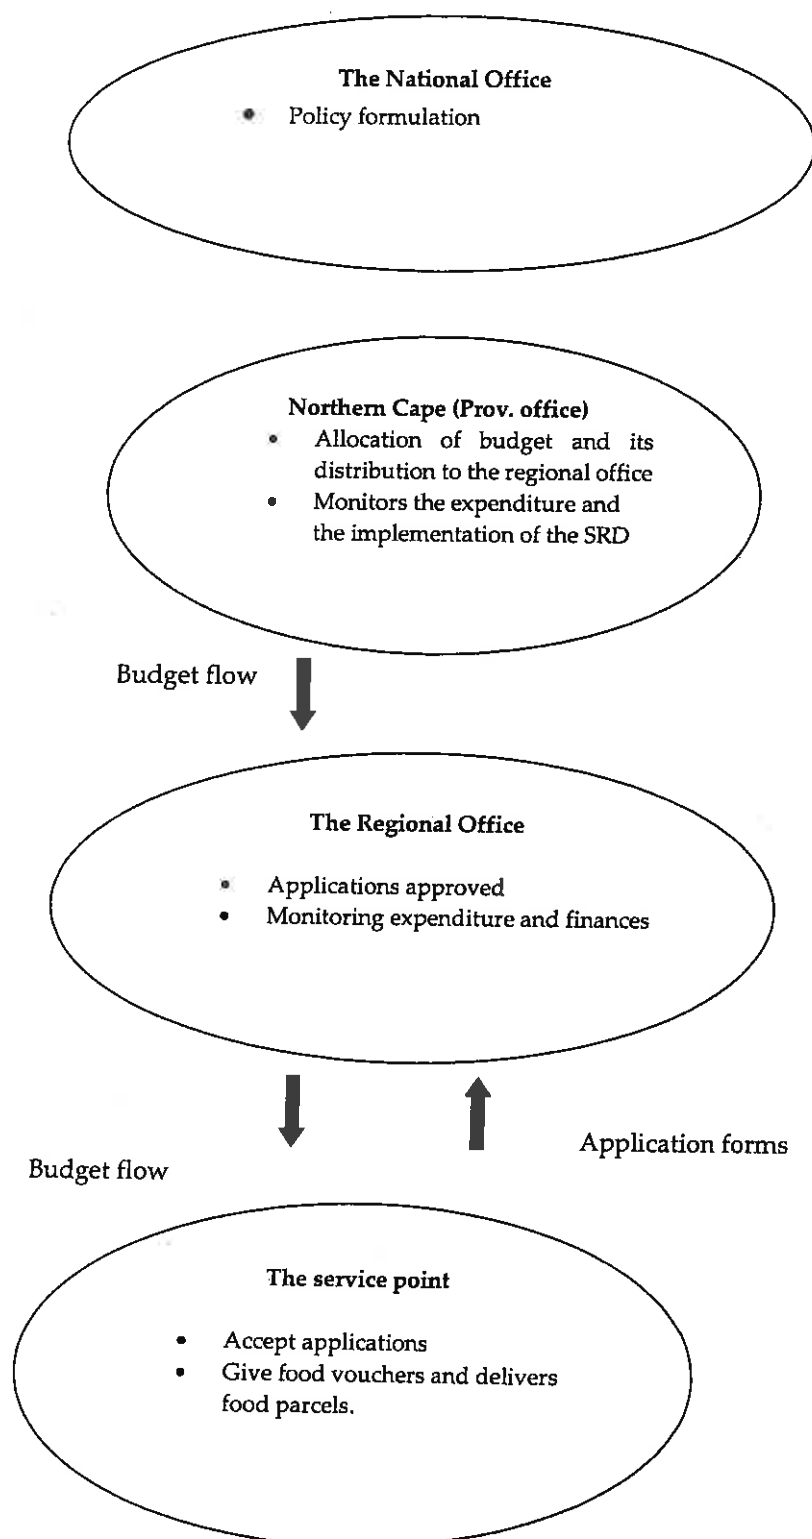 The National Office
• Policy formulation
Northern Cape (Prov. office)
• Allocation of budget and its
distribution to the regional office
• Monitors the expenditure and
the implementation of the SRD
Budget flow
The Regional Office
• Applications approved
• Monitoring expenditure and finances
Application forms
Budget flow
The service point
• Accept applications
• Give food vouchers and delivers
food parcels.